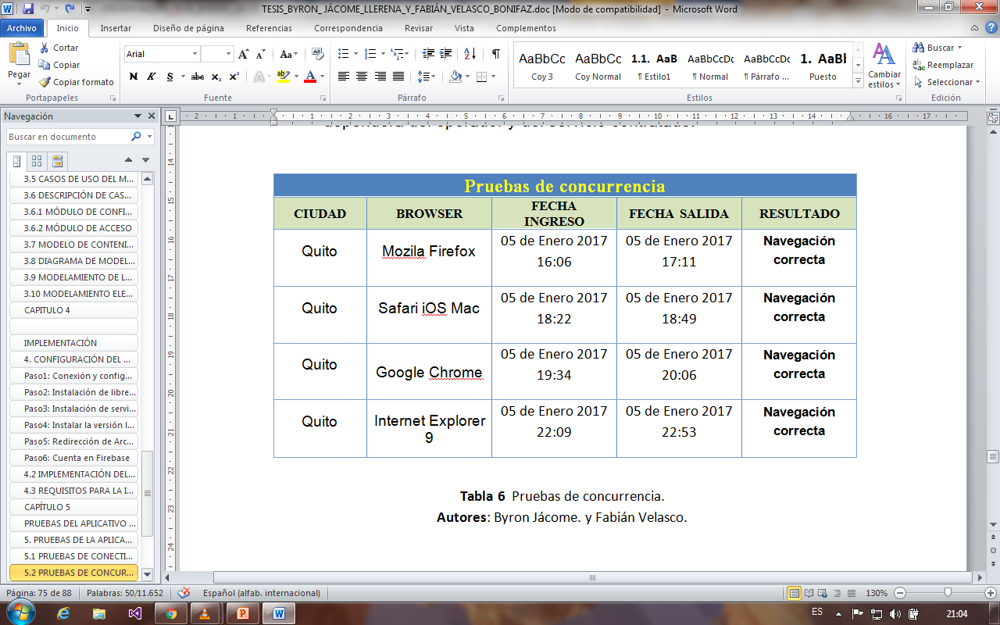 TESIS_BYRON_JÁCOME_LLERENA_Y_FABIÁN_VELASCO_BONIFAZ.doc [Modo de compatibilidad] - Microsoft Word
Archivo Inicio Insertar Diseño de página Referencias Correspondencia Revisar Vista Complementos
Pegar
Cortar
Copiar
Copiar formato
Portapapeles
Arial
Fuente
Párrafo
AaBbCc AaBbCc 1.1. AaB AaBbCcDc AaBbCcDc 1. AaBl
Coy 3 Coy Normal ¶ Estilo1 ¶ Normal ¶ Párrafo ... Puesto
Estilos
Cambiar estilos
Buscar
Reemplazar
Seleccionar
Edición
Navegación
Buscar en documento
3.5 CASOS DE USO DEL M...
3.6 DESCRIPCIÓN DE CAS...
3.6.1 MÓDULO DE CONFI...
3.6.2 MÓDULO DE ACCESO
3.7 MODELO DE CONTENI...
3.8 DIAGRAMA DE MODEL...
3.9 MODELAMIENTO DE L...
3.10 MODELAMIENTO ELE...
CAPITULO 4
IMPLEMENTACIÓN
4. CONFIGURACIÓN DEL ...
Paso1: Conexión y config...
Paso2: Instalación de libre...
Paso3: Instalación de servi...
Paso4: Instalar la versión l...
Paso5: Redirección de Arc...
Paso6: Cuenta en Firebase
4.2 IMPLEMENTACIÓN DEL...
4.3 REQUISITOS PARA LA I...
CAPÍTULO 5
PRUEBAS DEL APLICATIVO ...
5. PRUEBAS DE LA APLICA...
5.1 PRUEBAS DE CONECTI...
5.2 PRUEBAS DE CONCUR...
dependerá del operador y del servicio contratado.
Pruebas de concurrencia
CIUDAD BROWSER FECHA INGRESO FECHA SALIDA RESULTADO
Quito Mozila Firefox 05 de Enero 2017 16:06 05 de Enero 2017 17:11 Navegación correcta
Quito Safari iOS Mac 05 de Enero 2017 18:22 05 de Enero 2017 18:49 Navegación correcta
Quito Google Chrome 05 de Enero 2017 19:34 05 de Enero 2017 20:06 Navegación correcta
Quito Internet Explorer 9 05 de Enero 2017 22:09 05 de Enero 2017 22:53 Navegación correcta
Tabla 6 Pruebas de concurrencia.
Autores: Byron Jácome. y Fabián Velasco.
Página: 75 de 88 Palabras: 50/11.652 Español (alfab. internacional) 130%
ES 21:04